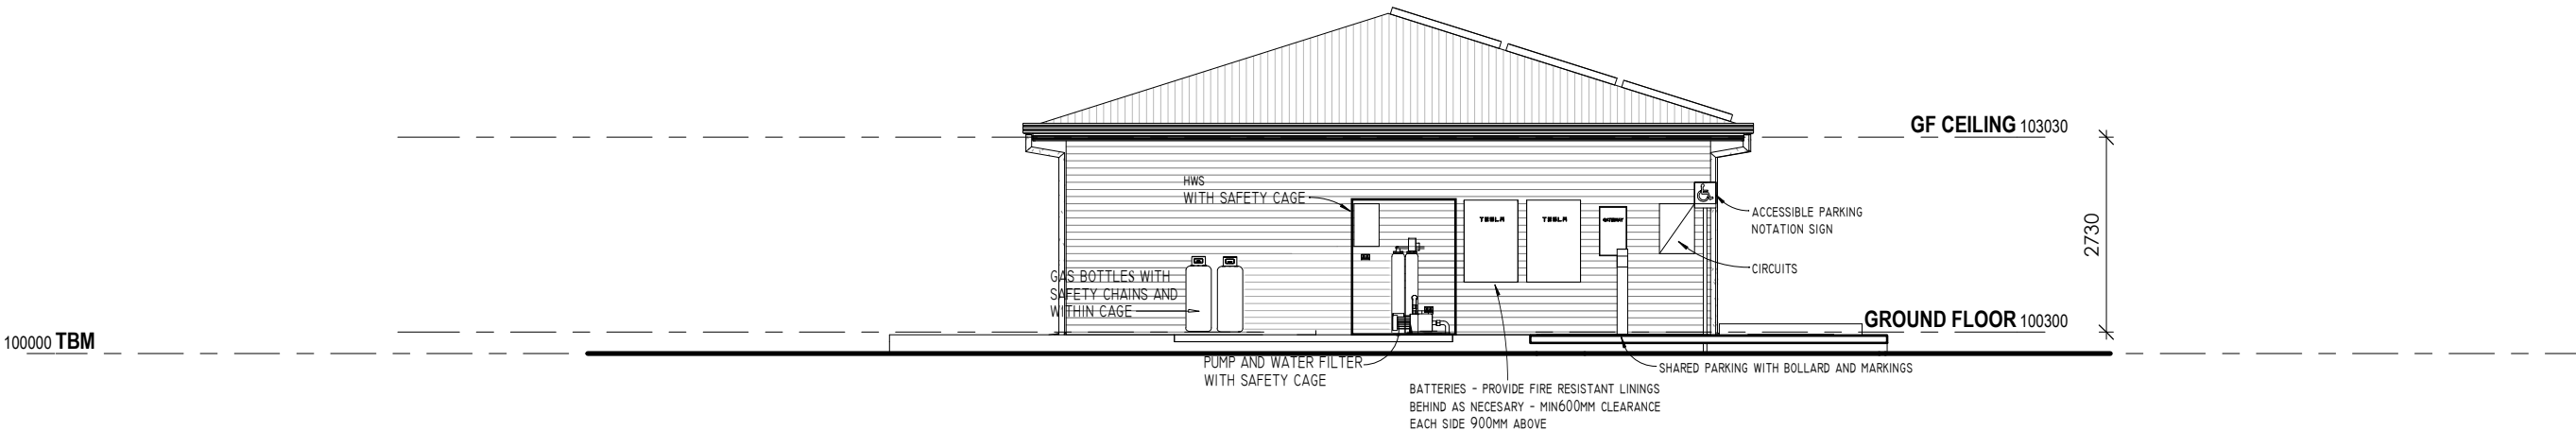 GF CEILING 103030
HWS
WITH SAFETY CAGE
TESLA
TESLA
GATEWAY
ACCESSIBLE PARKING
NOTATION SIGN
2730
CIRCUITS
GAS BOTTLES WITH
SAFETY CHAINS AND
WITHIN CAGE
GROUND FLOOR 100300
100000 TBM
PUMP AND WATER FILTER
WITH SAFETY CAGE
SHARED PARKING WITH BOLLARD AND MARKINGS
BATTERIES - PROVIDE FIRE RESISTANT LININGS
BEHIND AS NECESARY - MIN600MM CLEARANCE
EACH SIDE 900MM ABOVE